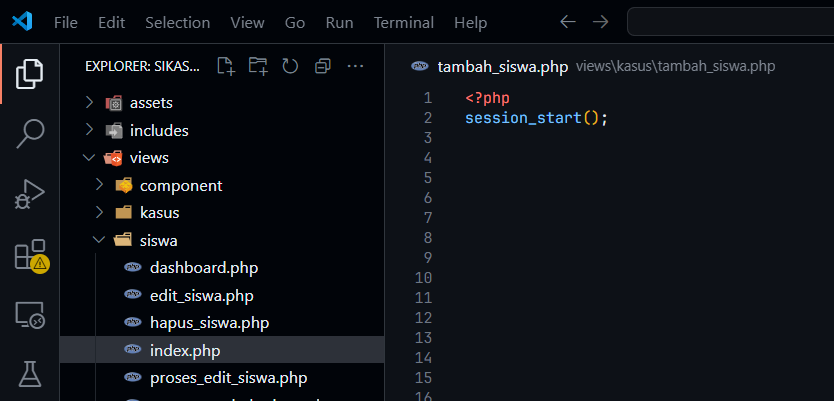 File Edit Selection View Go Run Terminal Help
EXPLORER: SIKAS...
tambah_siswa.php views\kasus\tambah_siswa.php
assets
includes
views
component
kasus
siswa
dashboard.php
edit_siswa.php
hapus_siswa.php
index.php
proses_edit_siswa.php
1 <?php
2 session_start();
3
4
5
6
7
8
9
10
11
12
13
14
15
16